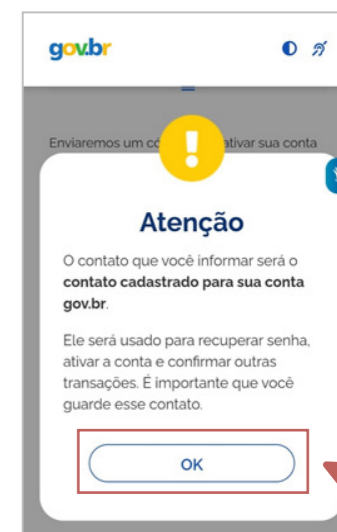 gov.br
Enviaremos um có ativar sua conta
!
Atenção
O contato que você informar será o
contato cadastrado para sua conta
gov.br.
Ele será usado para recuperar senha,
ativar a conta e confirmar outras
transações. É importante que você
guarde esse contato.
OK